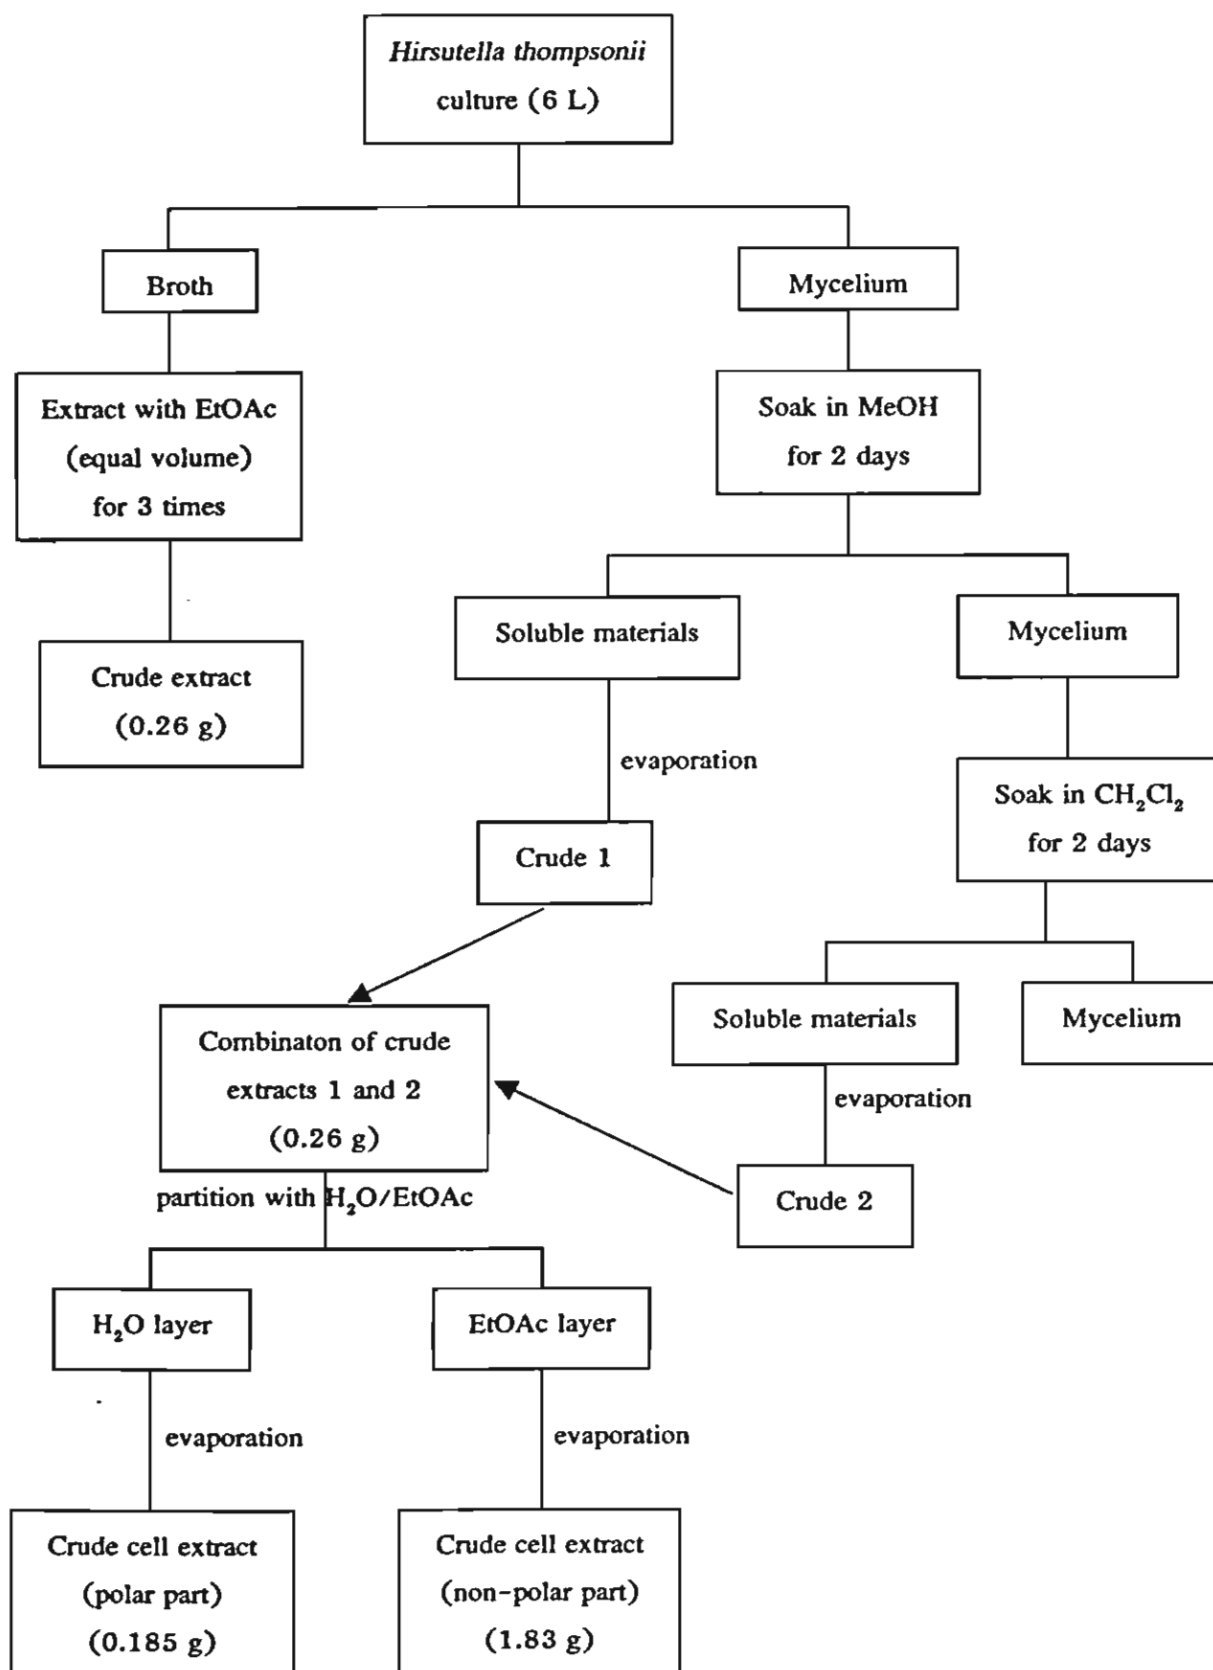 Hirsutella thompsonii
culture (6 L)
Broth
Mycelium
Extract with EtOAc
(equal volume)
for 3 times
Soak in MeOH
for 2 days
Soluble materials
Mycelium
Crude extract
(0.26 g)
evaporation
Soak in CH₂Cl₂
for 2 days
Crude 1
Soluble materials
Mycelium
Combinaton of crude
extracts 1 and 2
(0.26 g)
evaporation
Crude 2
partition with H₂O/EtOAc
H₂O layer
EtOAc layer
evaporation
evaporation
Crude cell extract
(polar part)
(0.185 g)
Crude cell extract
(non-polar part)
(1.83 g)